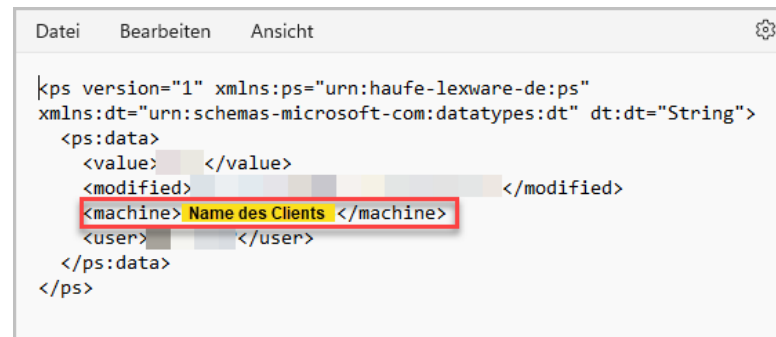 Datei Bearbeiten Ansicht
<ps version="1" xmlns:ps="urn:haufe-lexware-de:ps"
xmlns:dt="urn:schemas-microsoft-com:datatypes:dt" dt:dt="String">
<ps:data>
<value> </value>
<modified> </modified>
<machine> Name des Clients </machine>
<user> </user>
</ps:data>
</ps>